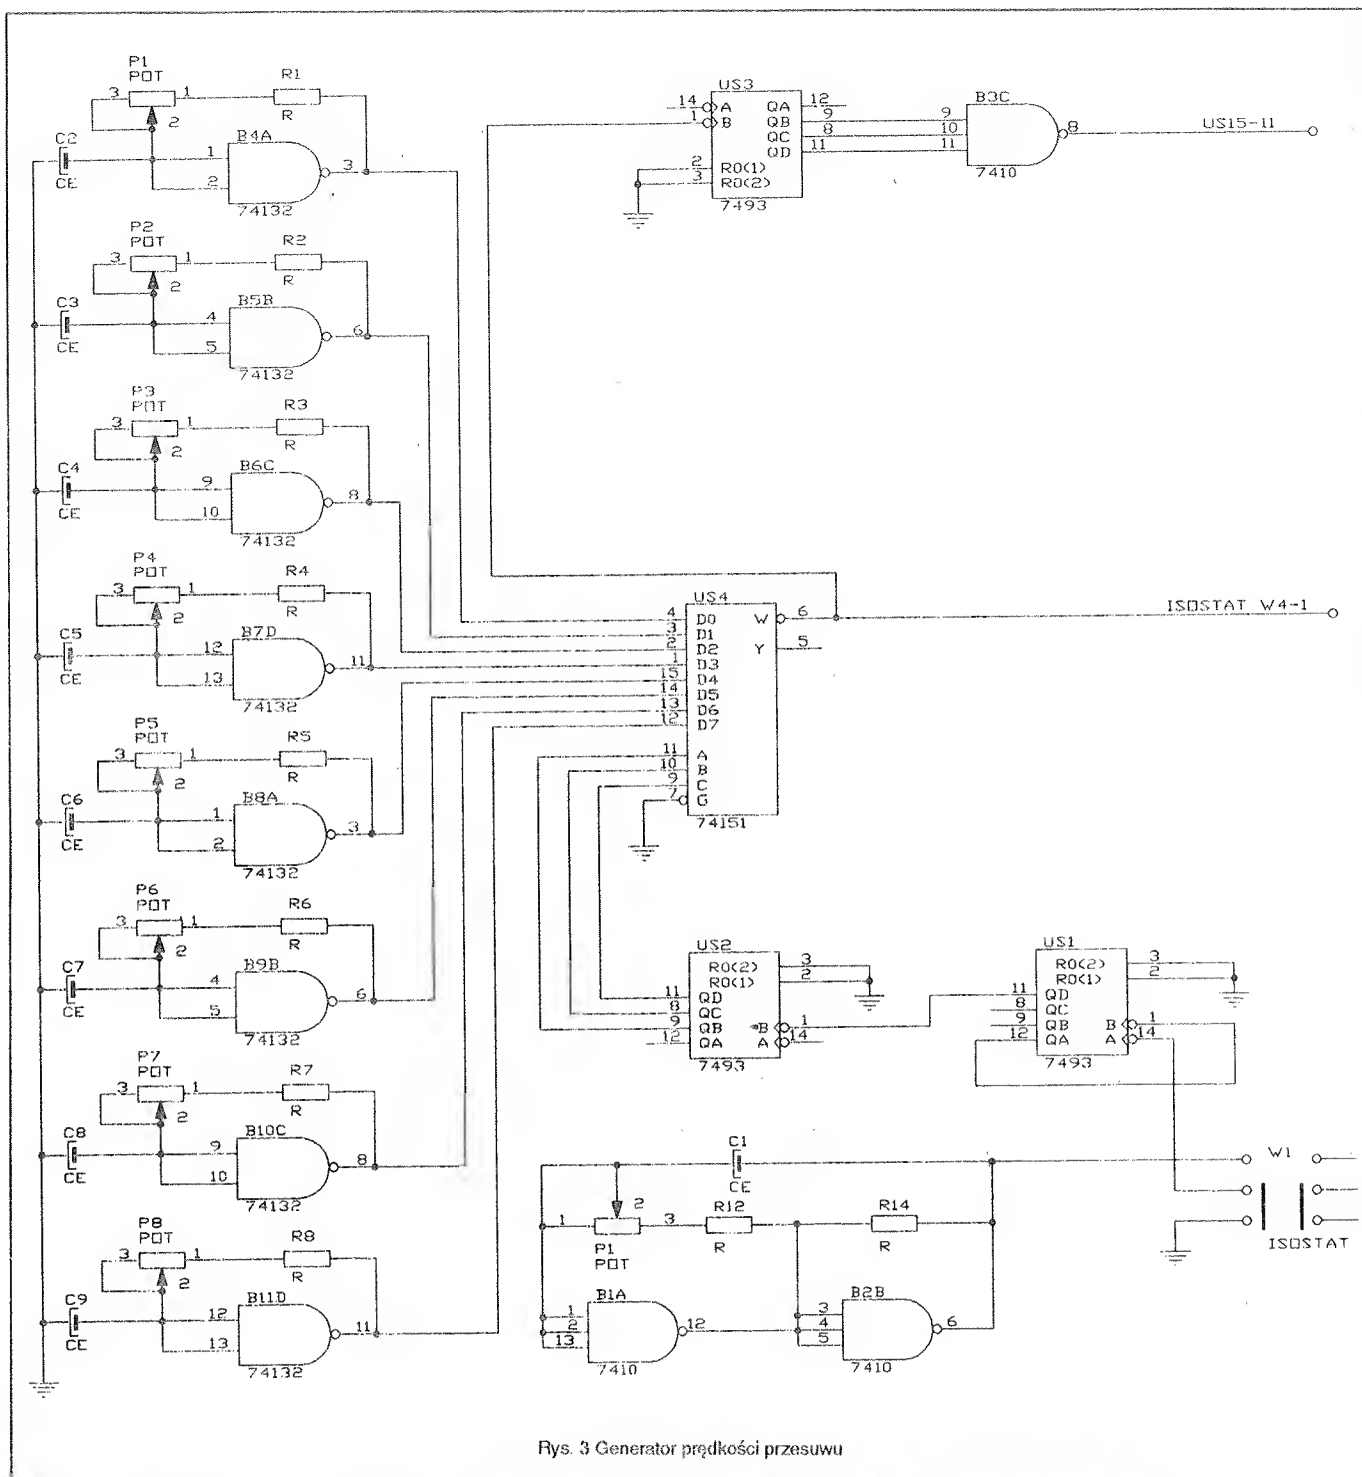 P1
POT
3
1
2
R1
R
C2
CE
B4A
1
2
3
74132
P2
POT
3
1
2
R2
R
C3
CE
B5B
4
5
6
74132
P3
POT
3
1
2
R3
R
C4
CE
B6C
9
10
8
74132
P4
POT
3
1
2
R4
R
C5
CE
B7D
12
13
11
74132
P5
POT
3
1
2
R5
R
C6
CE
B8A
1
2
3
74132
P6
POT
3
1
2
R6
R
C7
CE
B9B
4
5
6
74132
P7
POT
3
1
2
R7
R
C8
CE
B10C
9
10
8
74132
P8
POT
3
1
2
R8
R
C9
CE
B11D
12
13
11
74132
US3
14 A QA 12
1 B QB 9
QC 8
QD 11
2 RO(1)
3 RO(2)
7493
B3C
9
10
11
8
7410
US15-11
US4
4 D0 W 6
3 D1
2 D2 Y 5
1 D3
15 D4
14 D5
13 D6
12 D7
11 A
10 B
9 C
7 G
74151
ISOSTAT W4-1
US2
RO(2) 3
RO(1) 2
11 QD
8 QC
9 QB B 1
12 QA A 14
7493
US1
RO(2) 3
RO(1) 2
11 QD
8 QC
9 QB B 1
12 QA A 14
7493
C1
CE
1
2
3
P1
POT
R12
R
R14
R
B1A
1
2
13
12
7410
B2B
3
4
5
6
7410
W1
ISOSTAT
Rys. 3 Generator prędkości przesuwu